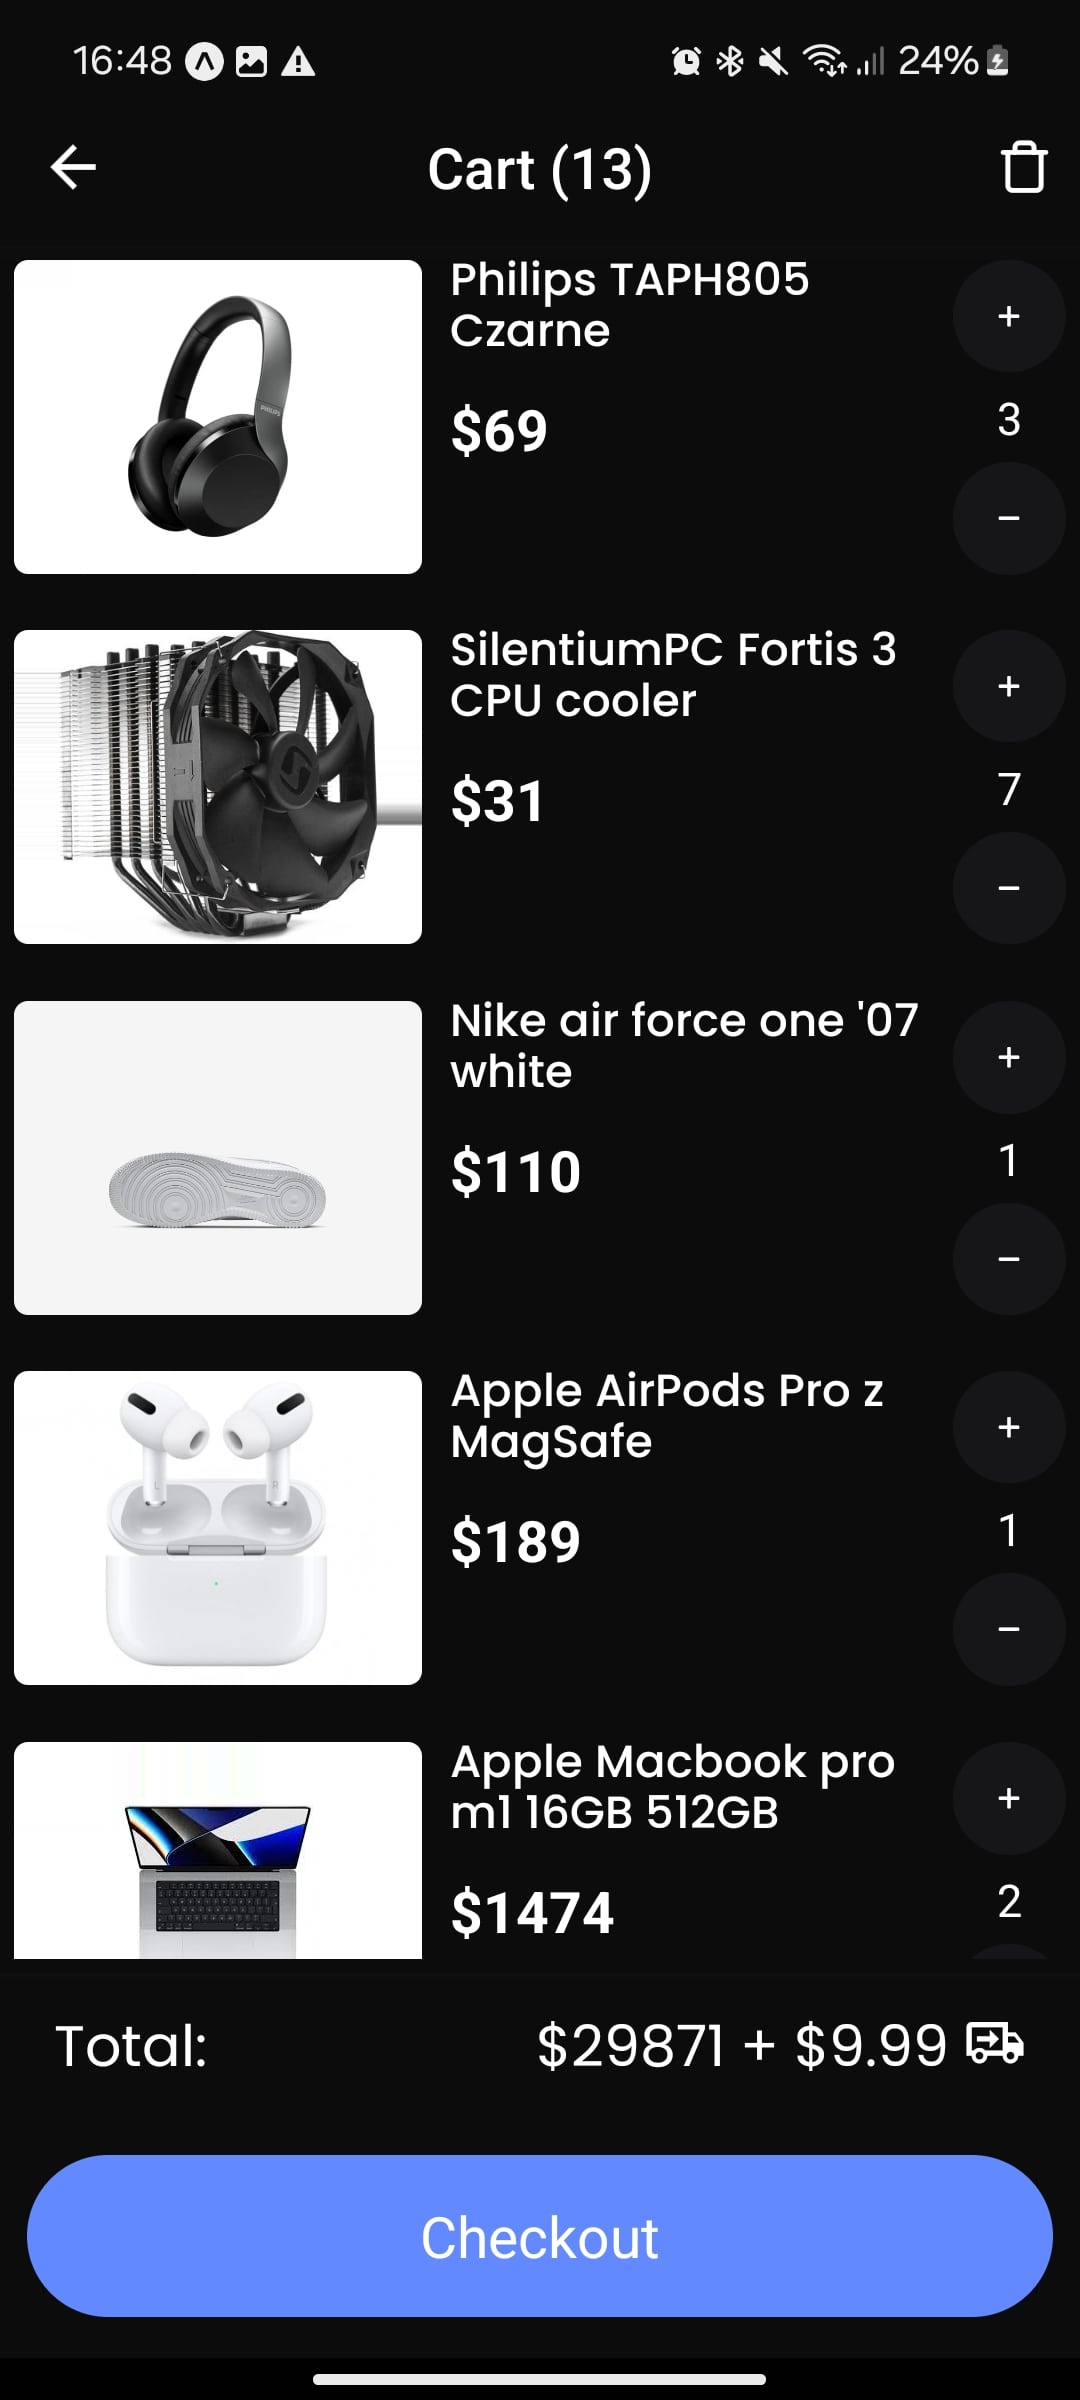 16:48 24%
Cart (13)
Philips TAPH805
Czarne
+
$69
3
−
PHILIPS
SilentiumPC Fortis 3
CPU cooler
+
$31
7
−
Nike air force one '07
white
+
$110
1
−
Apple AirPods Pro z
MagSafe
+
$189
1
−
L R
Apple Macbook pro
m1 16GB 512GB
+
$1474
2
Total: $29871 + $9.99
Checkout